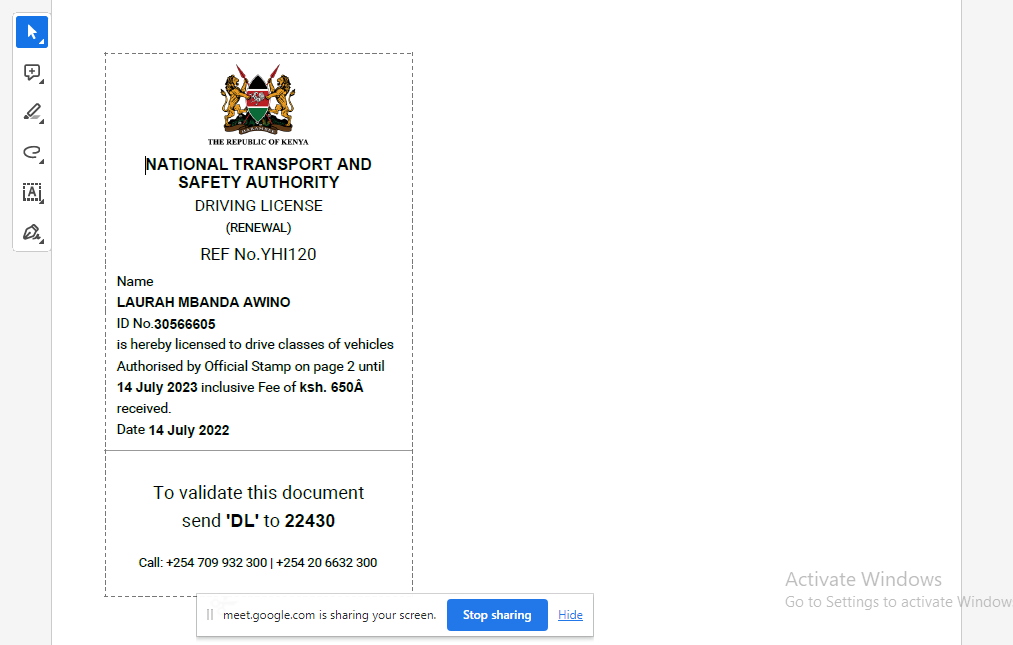 THE REPUBLIC OF KENYA
NATIONAL TRANSPORT AND
SAFETY AUTHORITY
DRIVING LICENSE
(RENEWAL)
REF No.YHI120
Name
LAURAH MBANDA AWINO
ID No.30566605
is hereby licensed to drive classes of vehicles
Authorised by Official Stamp on page 2 until
14 July 2023 inclusive Fee of ksh. 650Â
received.
Date 14 July 2022
To validate this document
send 'DL' to 22430
Call: +254 709 932 300 | +254 20 6632 300
Activate Windows
Go to Settings to activate Windows
meet.google.com is sharing your screen. Stop sharing Hide